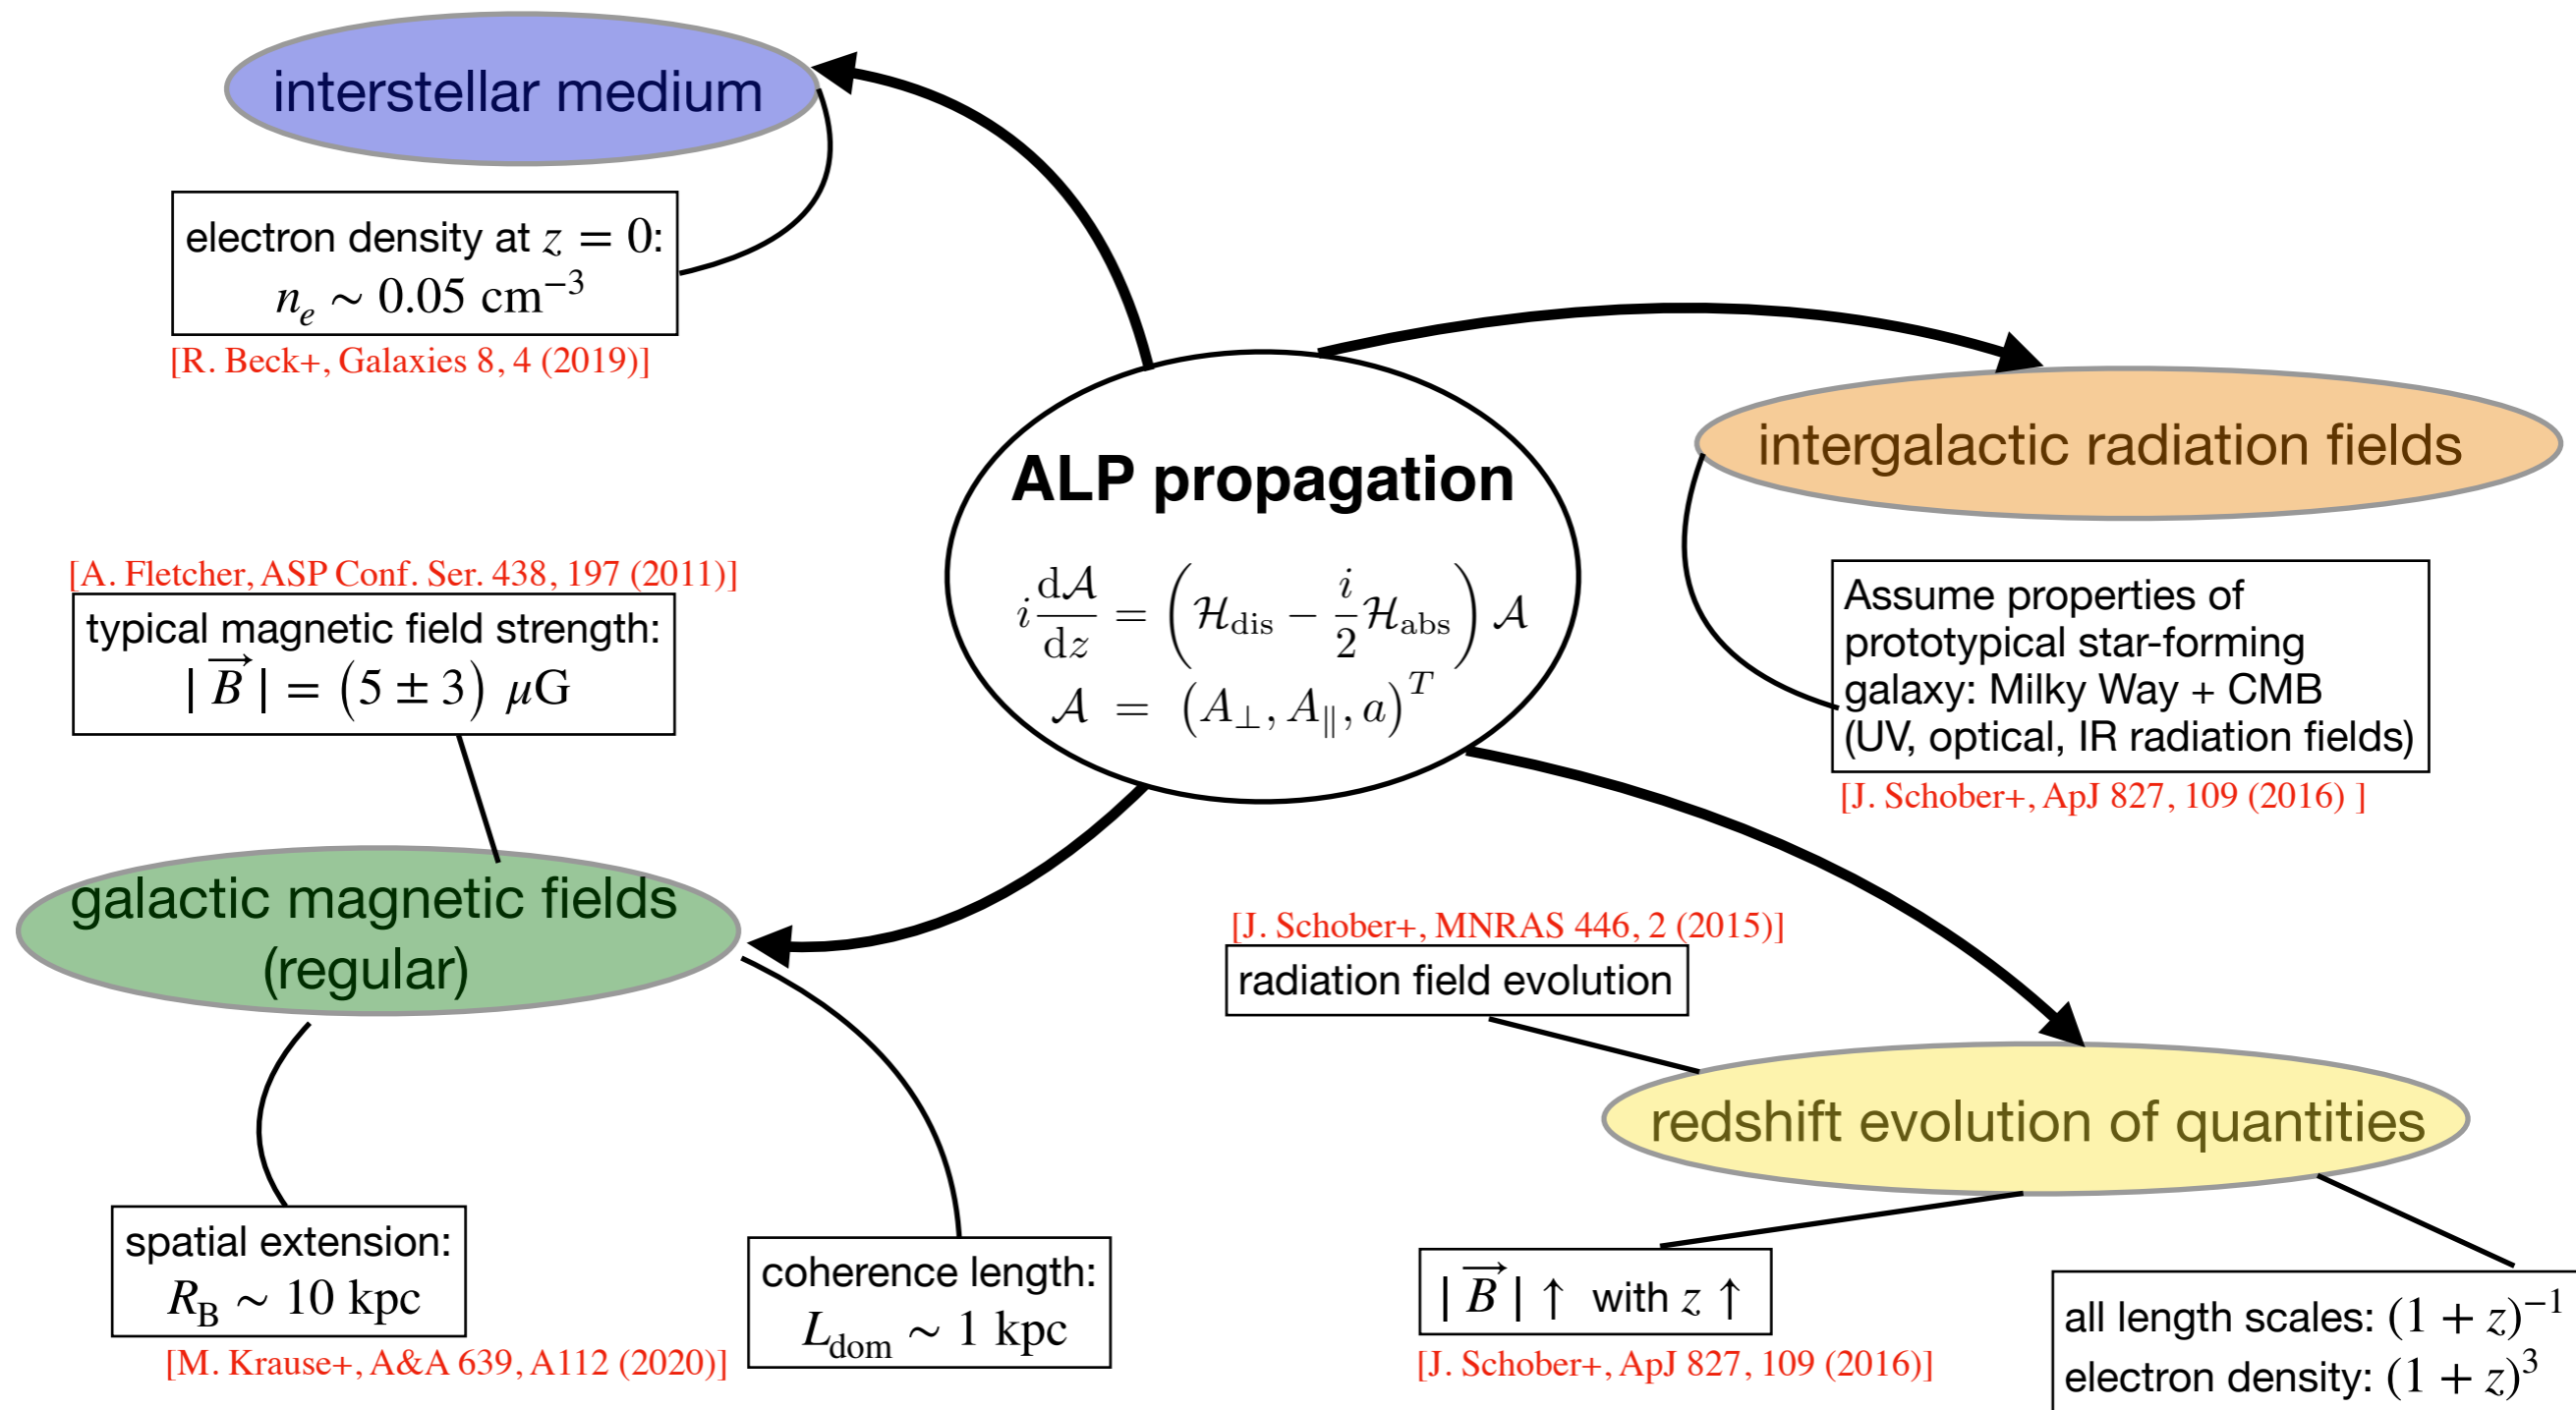 interstellar medium
electron density at z = 0:
nₑ ∼ 0.05 cm⁻³
[R. Beck+, Galaxies 8, 4 (2019)]
intergalactic radiation fields
Assume properties of
prototypical star-forming
galaxy: Milky Way + CMB
(UV, optical, IR radiation fields)
[J. Schober+, ApJ 827, 109 (2016) ]
ALP propagation
i d𝒜/dz = (ℋ_dis − i/2 ℋ_abs) 𝒜
𝒜 = (A_⊥, A_∥, a)ᵀ
[A. Fletcher, ASP Conf. Ser. 438, 197 (2011)]
typical magnetic field strength:
| B⃗ | = (5 ± 3) μG
galactic magnetic fields
(regular)
spatial extension:
R_B ∼ 10 kpc
[M. Krause+, A&A 639, A112 (2020)]
coherence length:
L_dom ∼ 1 kpc
[J. Schober+, MNRAS 446, 2 (2015)]
radiation field evolution
redshift evolution of quantities
| B⃗ | ↑ with z ↑
[J. Schober+, ApJ 827, 109 (2016)]
all length scales: (1 + z)⁻¹
electron density: (1 + z)³